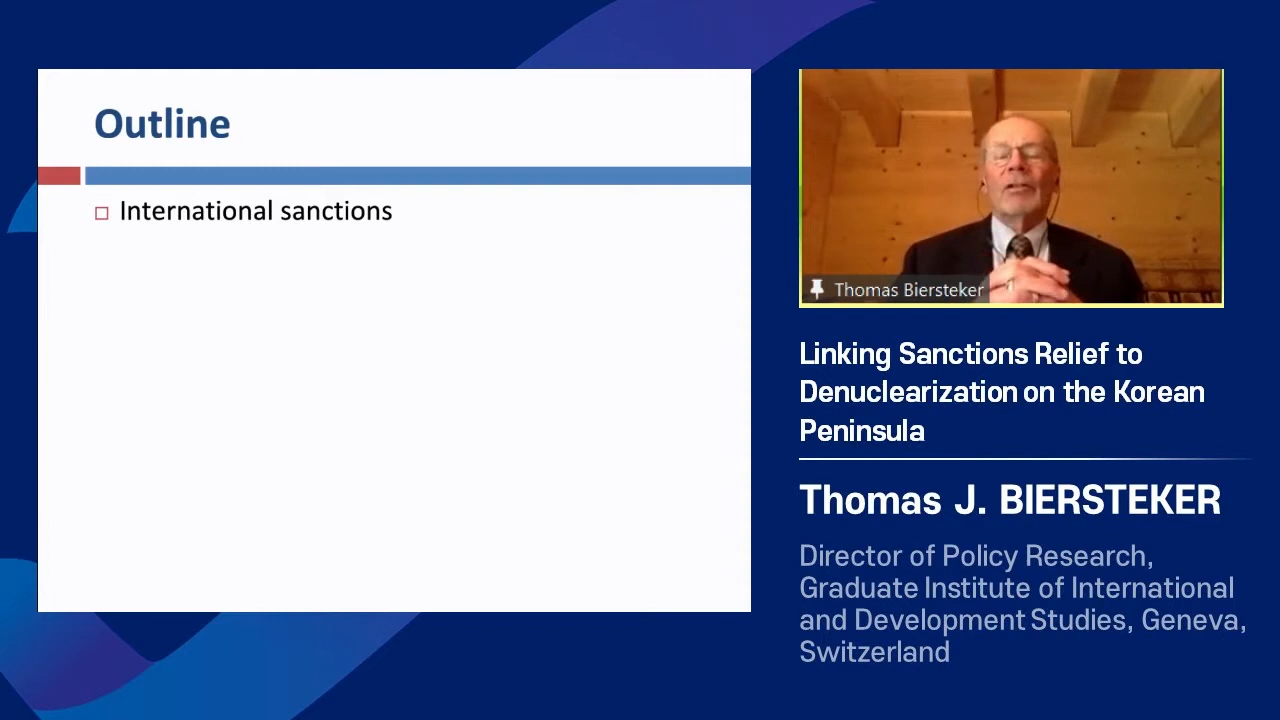 Outline
International sanctions
Thomas Biersteker
Linking Sanctions Relief to
Denuclearization on the Korean
Peninsula
Thomas J. BIERSTEKER
Director of Policy Research,
Graduate Institute of International
and Development Studies, Geneva,
Switzerland